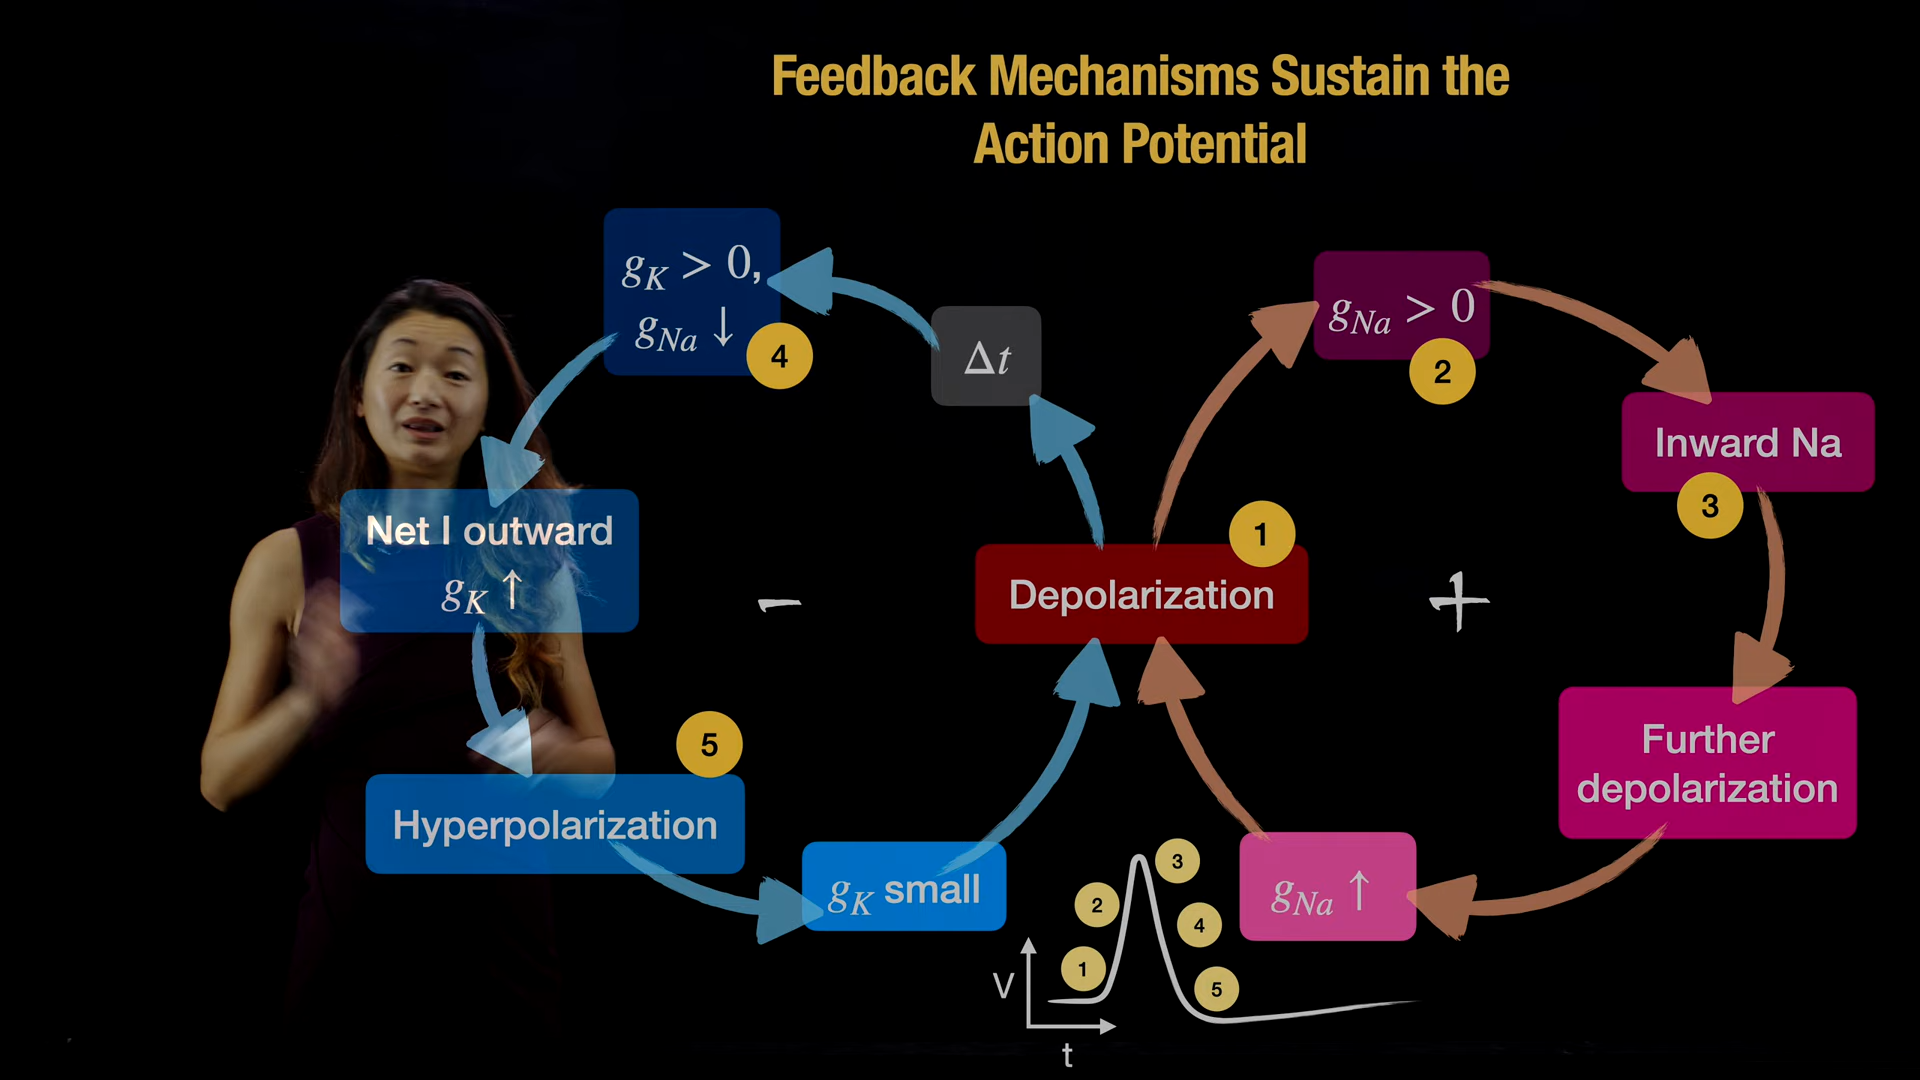 Feedback Mechanisms Sustain the
Action Potential
g_K > 0,
g_Na ↓
4
Δt
g_Na > 0
2
Inward Na
3
Net I outward
g_K ↑
−
1
Depolarization
+
Further
depolarization
5
Hyperpolarization
g_K small
g_Na ↑
3
2
4
1
5
V
t